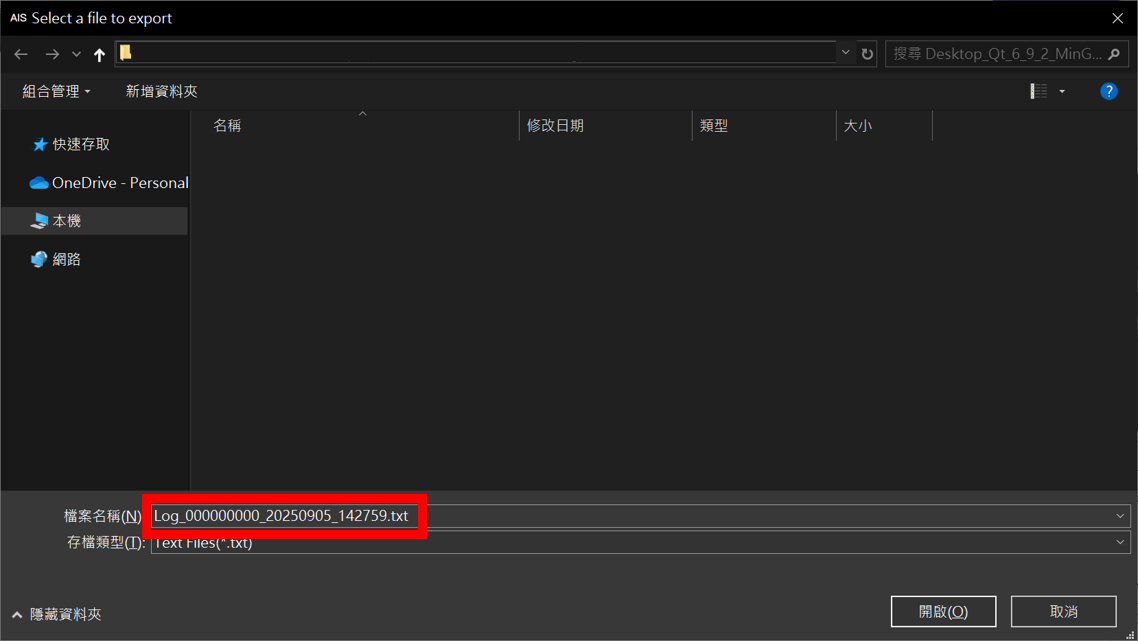 AIS Select a file to export
搜尋 Desktop_Qt_6_9_2_MinG...
組合管理 新增資料夾
名稱 修改日期 類型 大小
快速存取
OneDrive - Personal
本機
網路
檔案名稱(N) Log_000000000_20250905_142759.txt
存檔類型(T): Text Files(*.txt)
隱藏資料夾 開啟(O) 取消